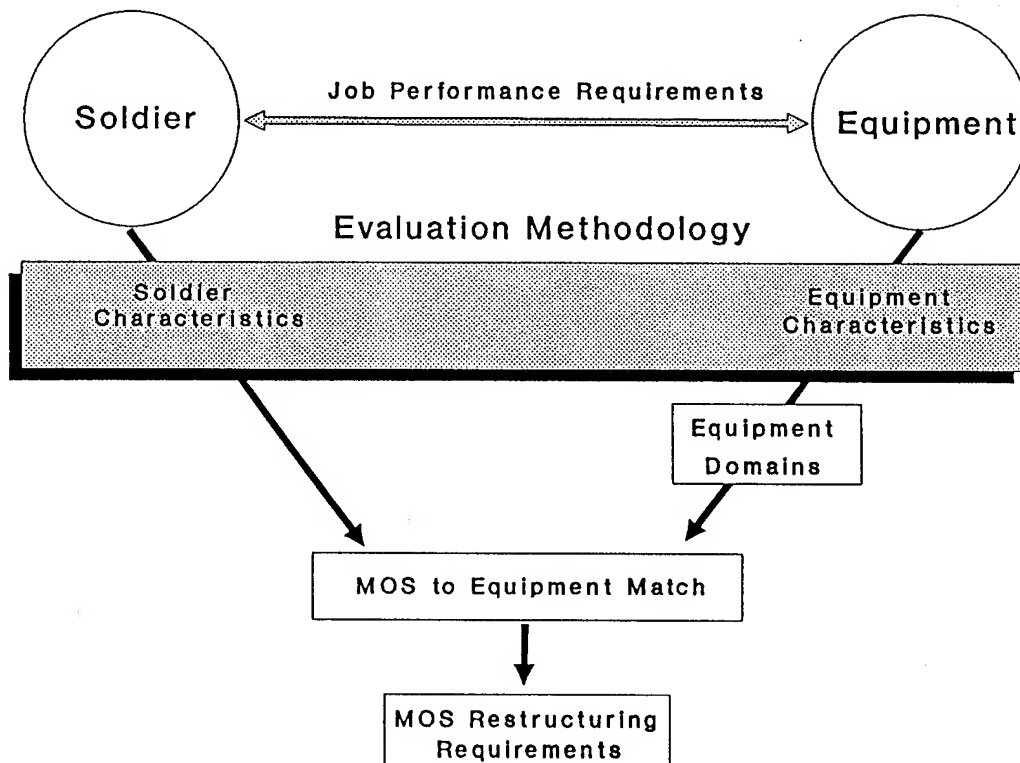 Job Performance Requirements
Soldier
Equipment
Evaluation Methodology
Soldier
Characteristics
Equipment
Characteristics
Equipment
Domains
MOS to Equipment Match
MOS Restructuring
Requirements